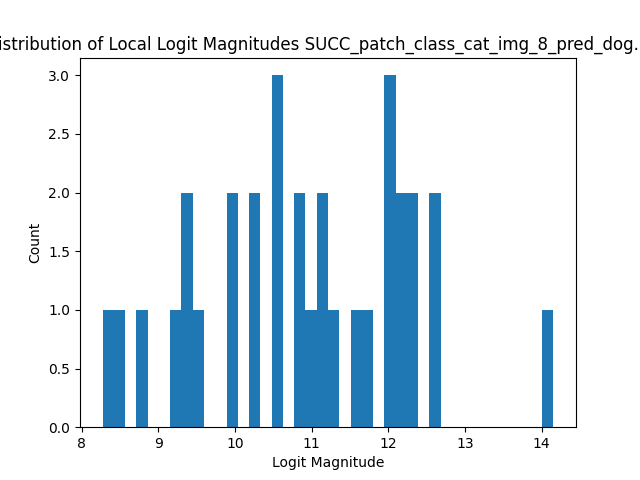 istribution of Local Logit Magnitudes SUCC_patch_class_cat_img_8_pred_dog.
3.0
2.5
2.0
1.5
1.0
0.5
0.0
Count
8 9 10 11 12 13 14
Logit Magnitude